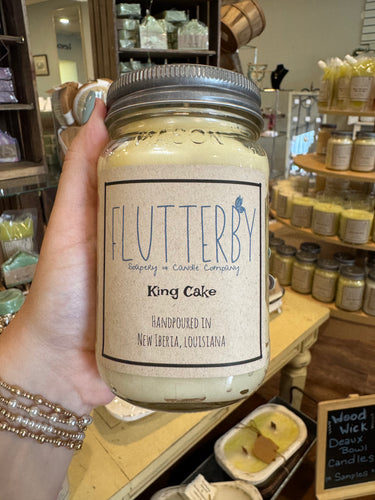 MASON
FLUTTERBY
Soapery & Candle Company
King Cake
HANDPOURED IN
NEW IBERIA, LOUISIANA
Wood
Wick
Deaux
Bowl
Candles
Samples